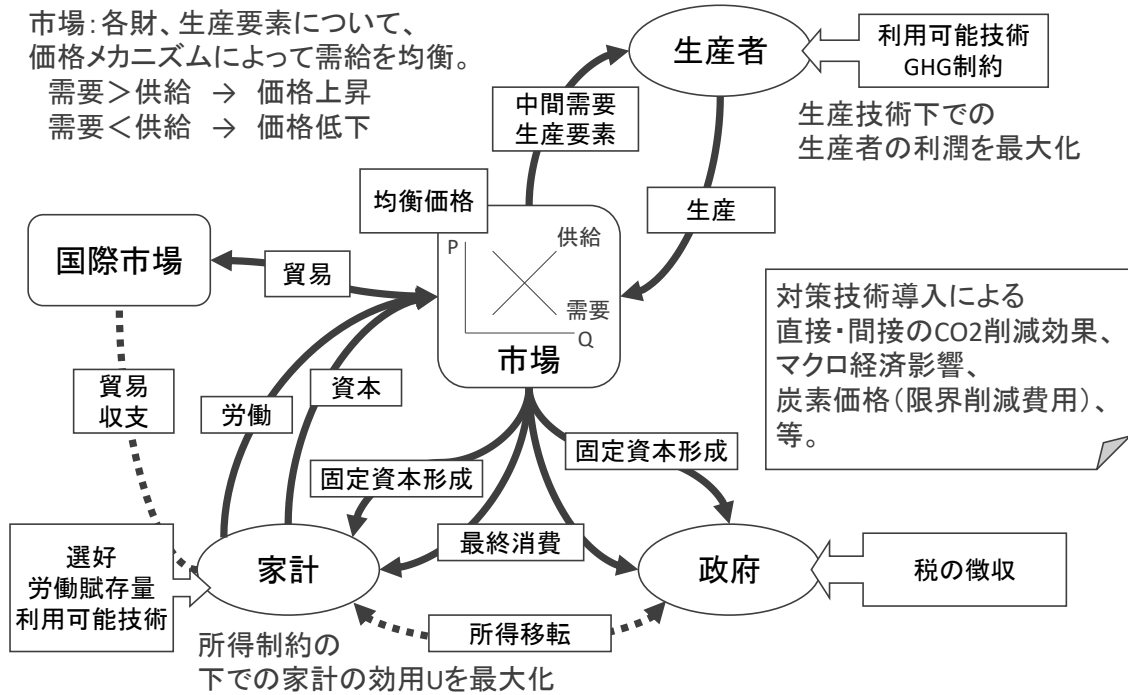 市場：各財、生産要素について、
価格メカニズムによって需給を均衡。
需要＞供給 → 価格上昇
需要＜供給 → 価格低下
生産者
利用可能技術
GHG制約
生産技術下での
生産者の利潤を最大化
中間需要
生産要素
生産
均衡価格
P
供給
需要
Q
市場
国際市場
貿易
貿易
収支
労働
資本
対策技術導入による
直接・間接のCO2削減効果、
マクロ経済影響、
炭素価格（限界削減費用）、
等。
固定資本形成
固定資本形成
最終消費
選好
労働賦存量
利用可能技術
家計
政府
税の徴収
所得移転
所得制約の
下での家計の効用Uを最大化